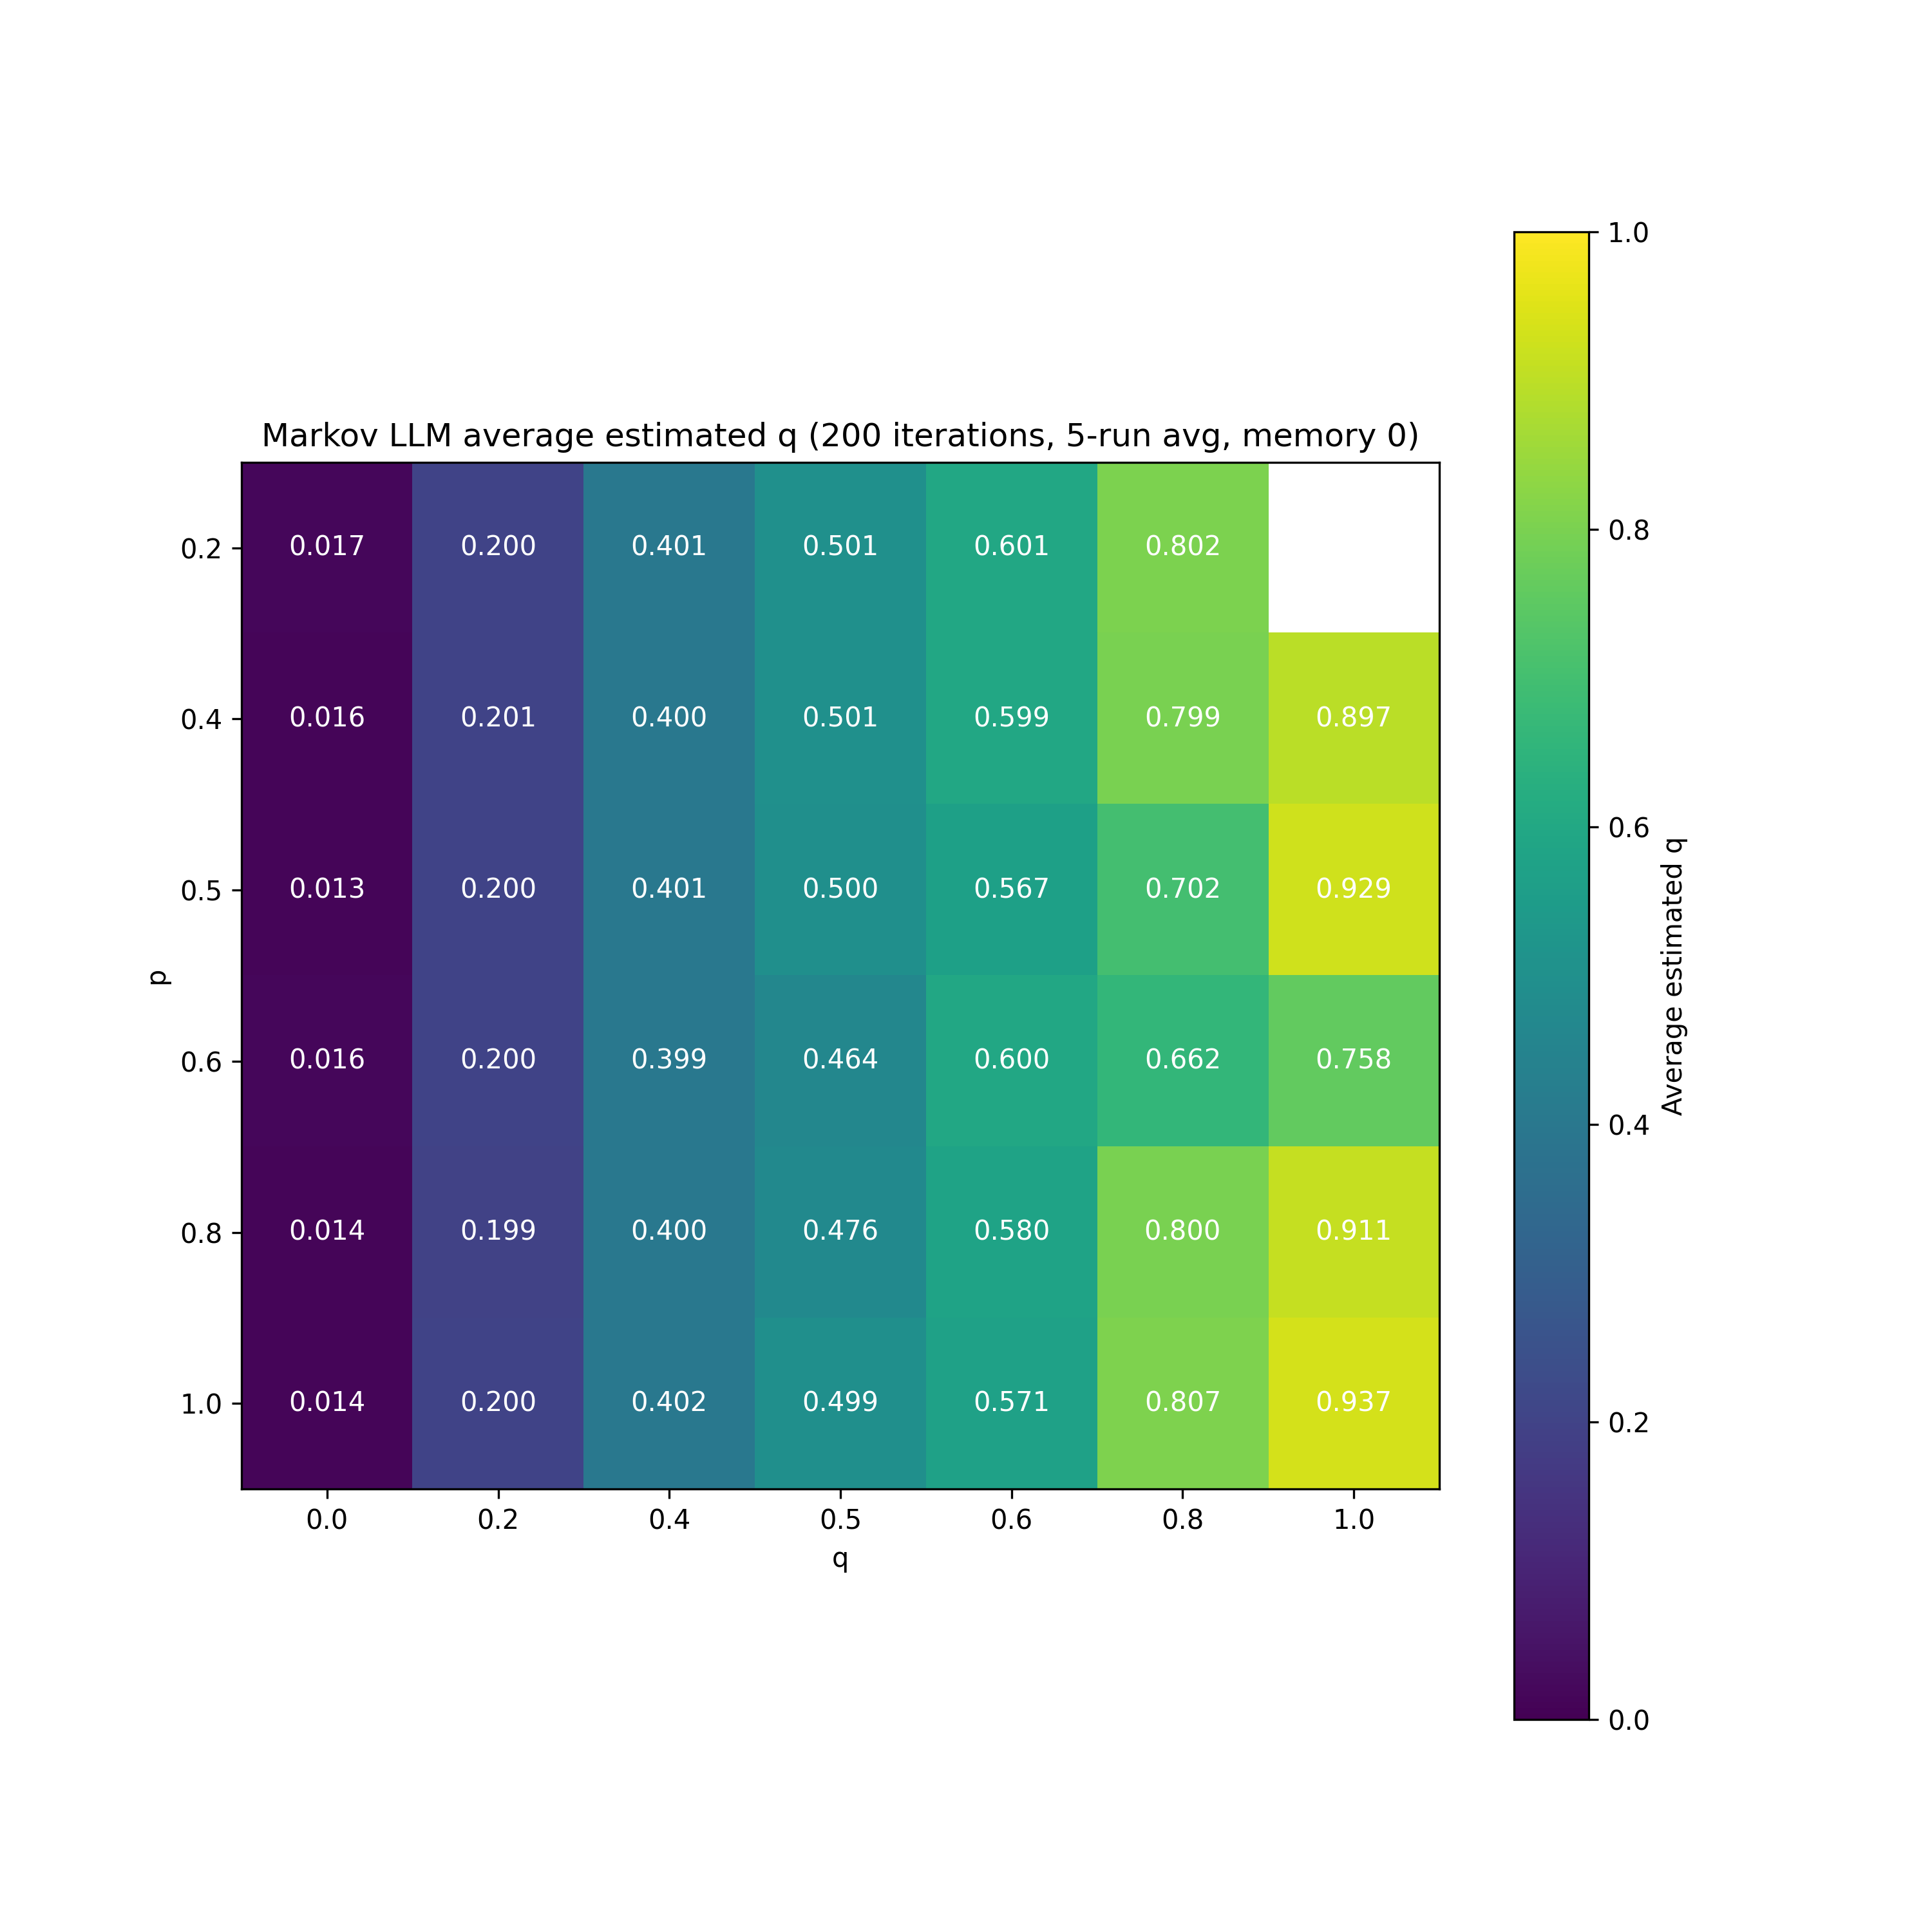 Markov LLM average estimated q (200 iterations, 5-run avg, memory 0)
p
0.2 0.017 0.200 0.401 0.501 0.601 0.802
0.4 0.016 0.201 0.400 0.501 0.599 0.799 0.897
0.5 0.013 0.200 0.401 0.500 0.567 0.702 0.929
0.6 0.016 0.200 0.399 0.464 0.600 0.662 0.758
0.8 0.014 0.199 0.400 0.476 0.580 0.800 0.911
1.0 0.014 0.200 0.402 0.499 0.571 0.807 0.937
0.0 0.2 0.4 0.5 0.6 0.8 1.0
q
1.0
0.8
0.6
0.4
0.2
0.0
Average estimated q